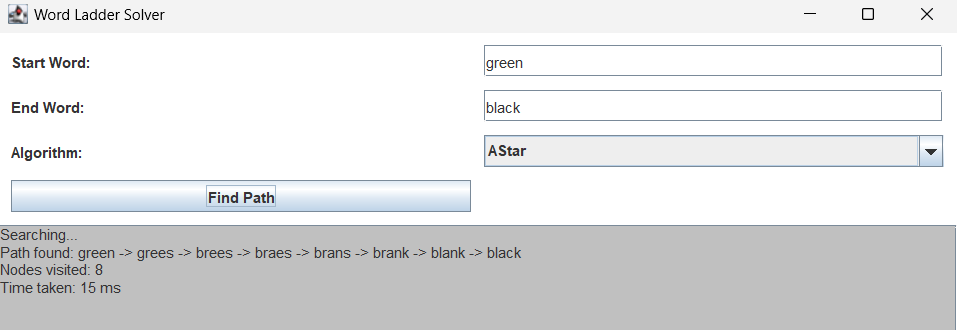 Word Ladder Solver
Start Word: green
End Word: black
Algorithm: AStar
Find Path
Searching...
Path found: green -> grees -> brees -> braes -> brans -> brank -> blank -> black
Nodes visited: 8
Time taken: 15 ms